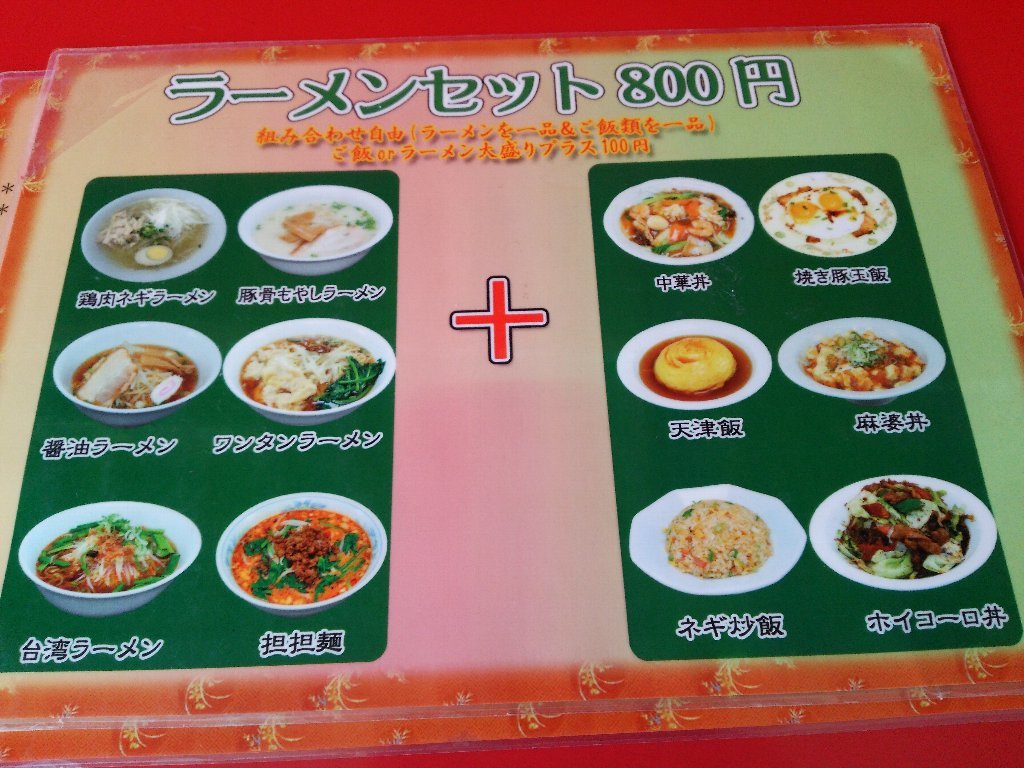 ラーメンセット800円
組み合わせ自由(ラーメンを一品&ご飯類を一品)
ご飯orラーメン大盛りプラス100円
鶏肉ネギラーメン 豚骨もやしラーメン
醤油ラーメン ワンタンラーメン
台湾ラーメン 担担麺
+
中華丼 焼き豚玉飯
天津飯 麻婆丼
ネギ炒飯 ホイコーロ丼
*
*